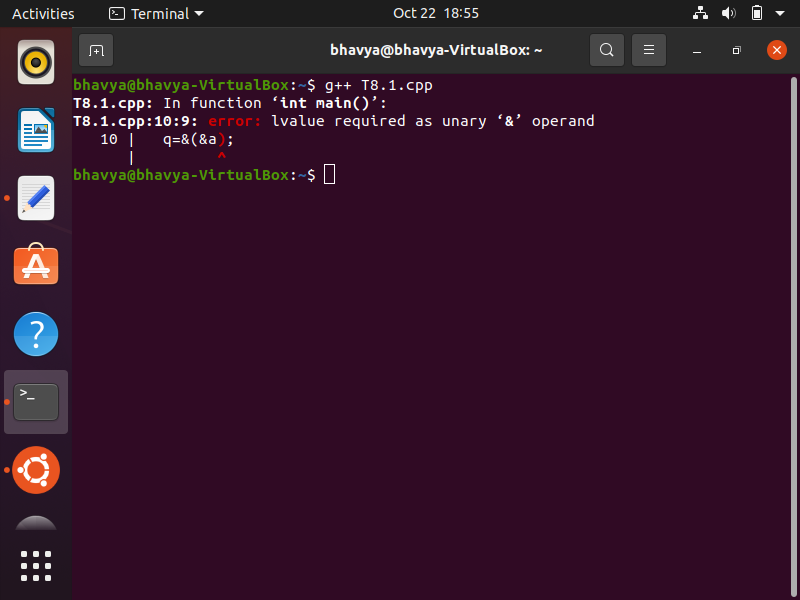 Activities Terminal Oct 22 18:55
bhavya@bhavya-VirtualBox: ~
bhavya@bhavya-VirtualBox:~$ g++ T8.1.cpp
T8.1.cpp: In function ‘int main()’:
T8.1.cpp:10:9: error: lvalue required as unary ‘&’ operand
   10 |   q=&(&a);
      |         ^
bhavya@bhavya-VirtualBox:~$